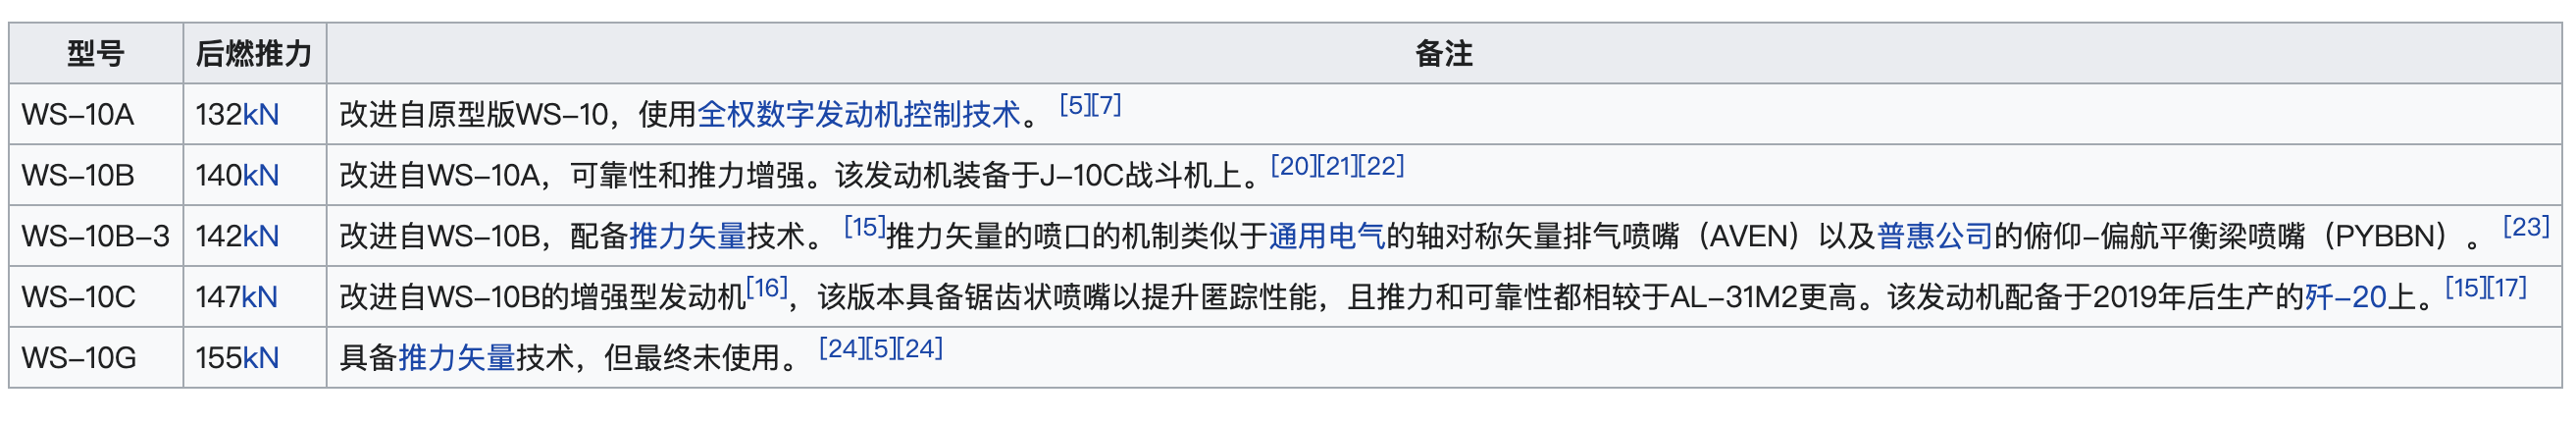 型号 后燃推力 备注
WS-10A 132kN 改进自原型版WS-10，使用全权数字发动机控制技术。 [5][7]
WS-10B 140kN 改进自WS-10A，可靠性和推力增强。该发动机装备于J-10C战斗机上。[20][21][22]
WS-10B-3 142kN 改进自WS-10B，配备推力矢量技术。 [15]推力矢量的喷口的机制类似于通用电气的轴对称矢量排气喷嘴（AVEN）以及普惠公司的俯仰-偏航平衡梁喷嘴（PYBBN）。 [23]
WS-10C 147kN 改进自WS-10B的增强型发动机[16]，该版本具备锯齿状喷嘴以提升匿踪性能，且推力和可靠性都相较于AL-31M2更高。该发动机配备于2019年后生产的歼-20上。[15][17]
WS-10G 155kN 具备推力矢量技术，但最终未使用。 [24][5][24]